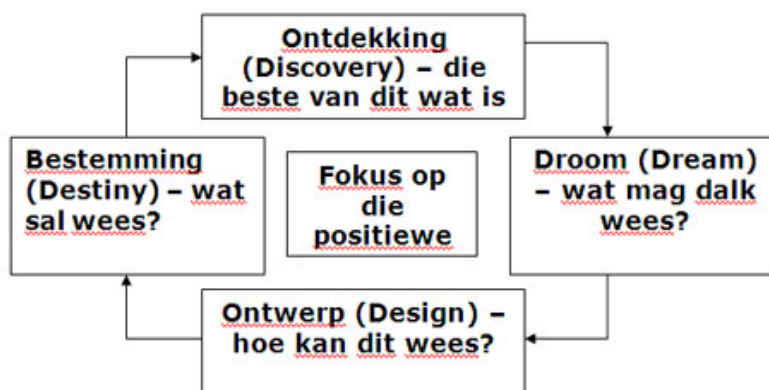 Ontdekking
(Discovery) – die
beste van dit wat is
Bestemming
(Destiny) – wat
sal wees?
Fokus op
die
positiewe
Droom (Dream)
– wat mag dalk
wees?
Ontwerp (Design) –
hoe kan dit wees?